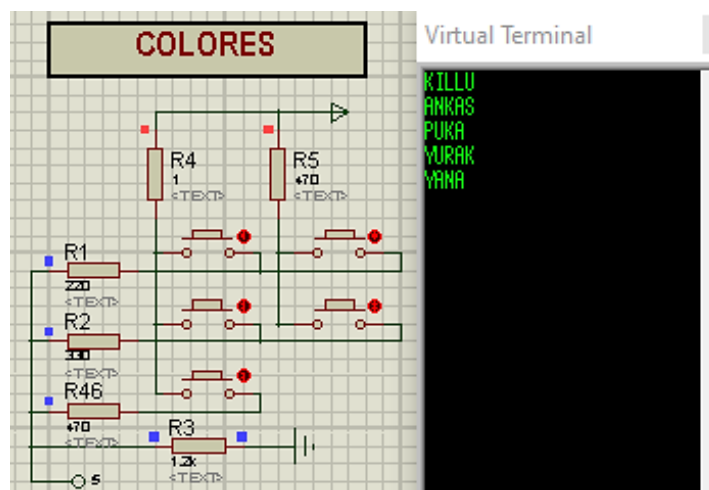 COLORES
Virtual Terminal
KILLU
ANKAS
PUKA
YURAK
YANA
R4
1
<TEXT>
R5
470
<TEXT>
R1
220
<TEXT>
R2
330
<TEXT>
R46
470
<TEXT>
R3
1.2k
<TEXT>
5